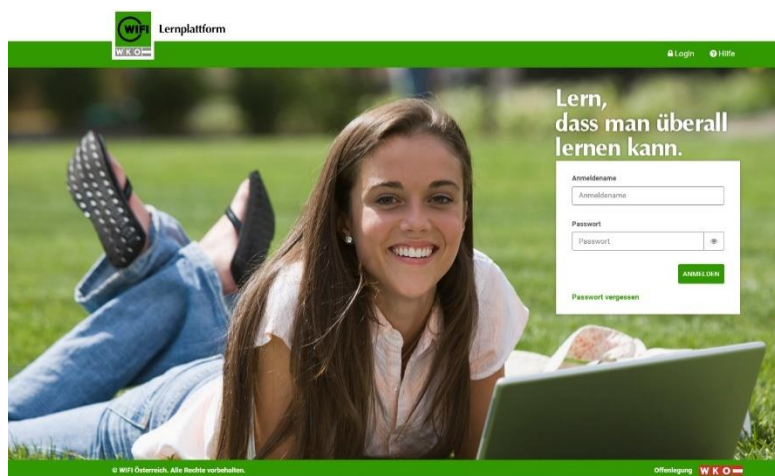 WIFI
WKO
Lernplattform
Login
Hilfe
Lern,
dass man überall
lernen kann.
Anmeldename
Anmeldename
Passwort
Passwort
ANMELDEN
Passwort vergessen
© WIFI Österreich. Alle Rechte vorbehalten.
Offenlegung
WKO